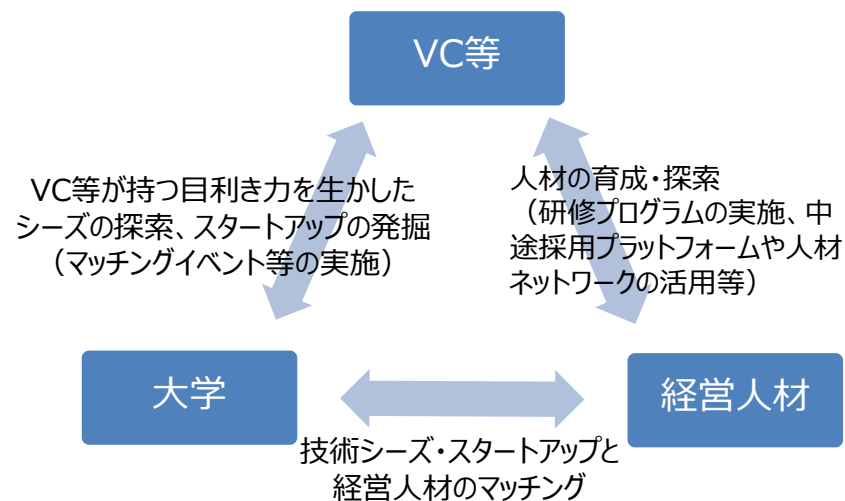 VC等
VC等が持つ目利き力を生かした
シーズの探索、スタートアップの発掘
（マッチングイベント等の実施）
人材の育成・探索
（研修プログラムの実施、中
途採用プラットフォームや人材
ネットワークの活用等）
大学
経営人材
技術シーズ・スタートアップと
経営人材のマッチング